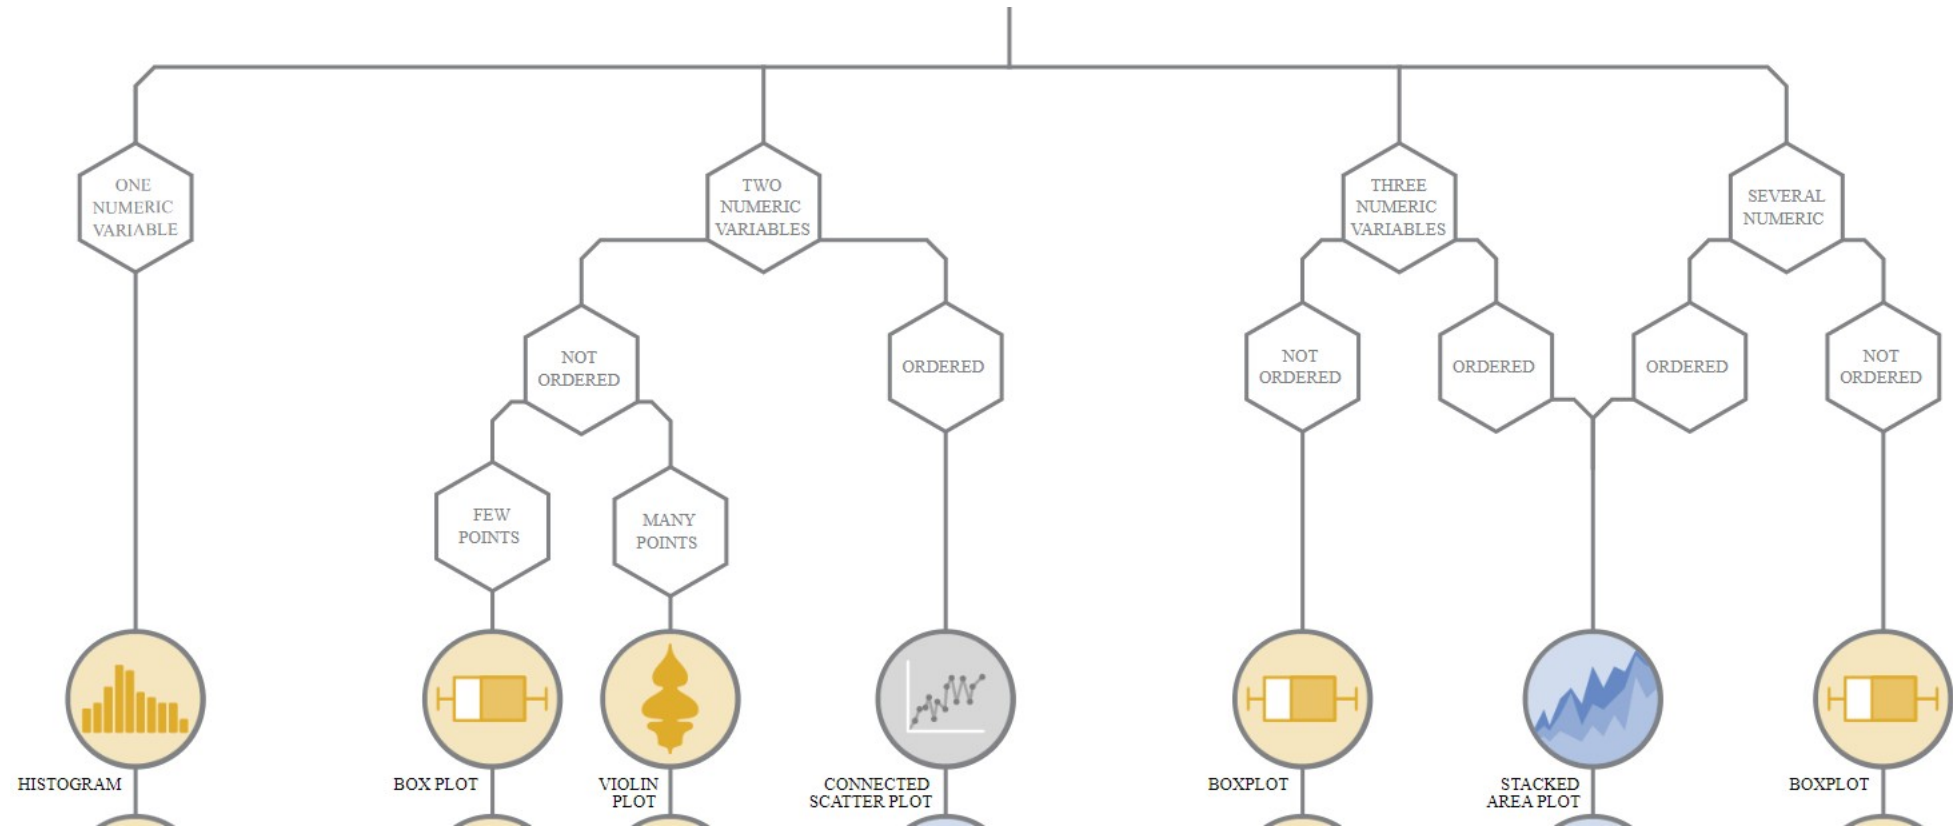 ONE
NUMERIC
VARIABLE
TWO
NUMERIC
VARIABLES
THREE
NUMERIC
VARIABLES
SEVERAL
NUMERIC
NOT
ORDERED
ORDERED
NOT
ORDERED
ORDERED
ORDERED
NOT
ORDERED
FEW
POINTS
MANY
POINTS
HISTOGRAM
BOX PLOT
VIOLIN
PLOT
CONNECTED
SCATTER PLOT
BOXPLOT
STACKED
AREA PLOT
BOXPLOT